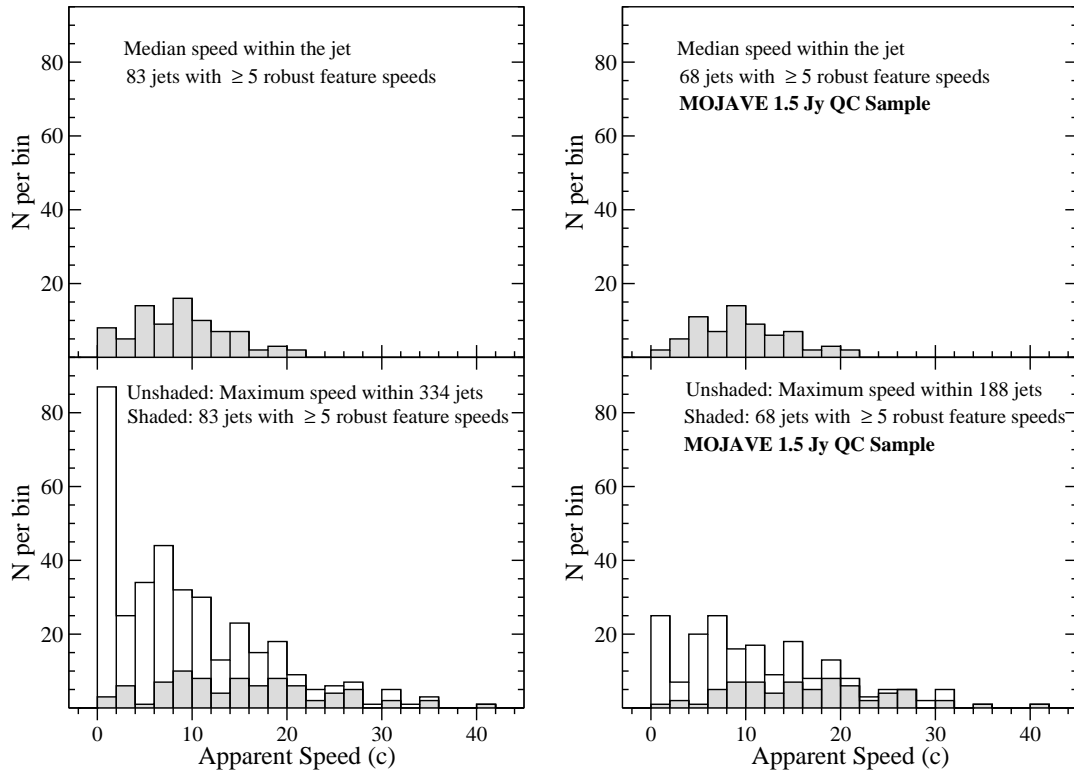 Median speed within the jet
83 jets with ≥ 5 robust feature speeds
N per bin
80
60
40
20
Median speed within the jet
68 jets with ≥ 5 robust feature speeds
MOJAVE 1.5 Jy QC Sample
N per bin
80
60
40
20
Unshaded: Maximum speed within 334 jets
Shaded: 83 jets with ≥ 5 robust feature speeds
N per bin
80
60
40
20
0
10
20
30
40
Apparent Speed (c)
Unshaded: Maximum speed within 188 jets
Shaded: 68 jets with ≥ 5 robust feature speeds
MOJAVE 1.5 Jy QC Sample
N per bin
80
60
40
20
0
10
20
30
40
Apparent Speed (c)